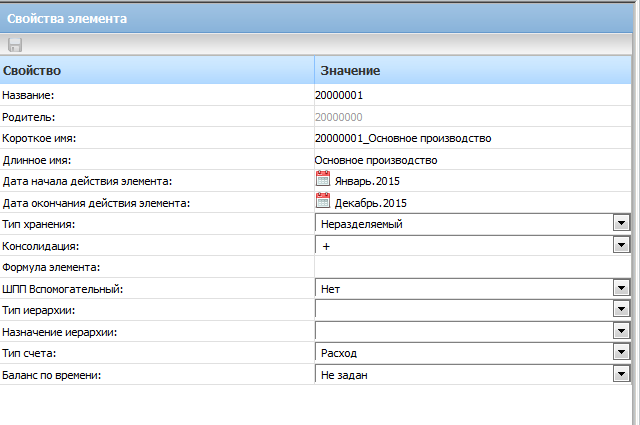 Свойства элемента
Свойство Значение
Название: 20000001
Родитель: 20000000
Короткое имя: 20000001_Основное производство
Длинное имя: Основное производство
Дата начала действия элемента: Январь.2015
Дата окончания действия элемента: Декабрь.2015
Тип хранения: Неразделяемый
Консолидация: +
Формула элемента:
ШПП Вспомогательный: Нет
Тип иерархии:
Назначение иерархии:
Тип счета: Расход
Баланс по времени: Не задан